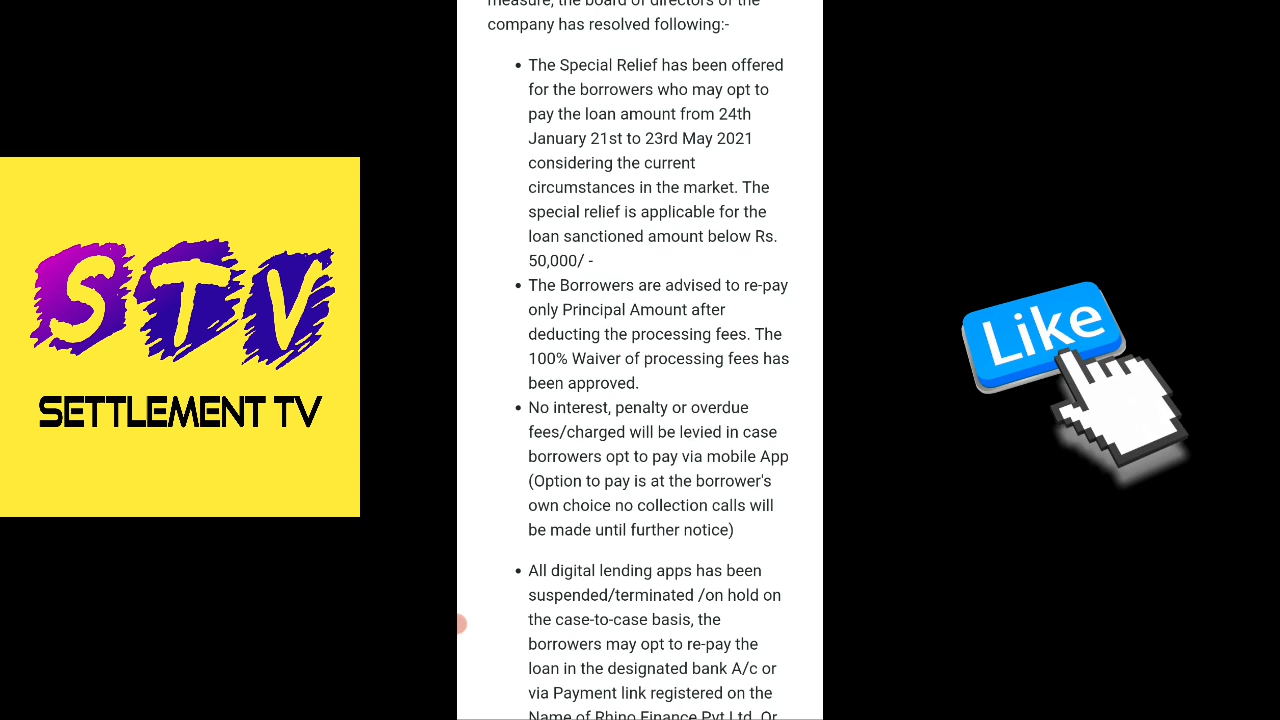 STV
SETTLEMENT TV
measure, the board of directors of the
company has resolved following:-
• The Special Relief has been offered
for the borrowers who may opt to
pay the loan amount from 24th
January 21st to 23rd May 2021
considering the current
circumstances in the market. The
special relief is applicable for the
loan sanctioned amount below Rs.
50,000/ -
• The Borrowers are advised to re-pay
only Principal Amount after
deducting the processing fees. The
100% Waiver of processing fees has
been approved.
• No interest, penalty or overdue
fees/charged will be levied in case
borrowers opt to pay via mobile App
(Option to pay is at the borrower's
own choice no collection calls will
be made until further notice)
• All digital lending apps has been
suspended/terminated /on hold on
the case-to-case basis, the
borrowers may opt to re-pay the
loan in the designated bank A/c or
via Payment link registered on the
Name of Rhino Finance Pvt Ltd. Or
Like